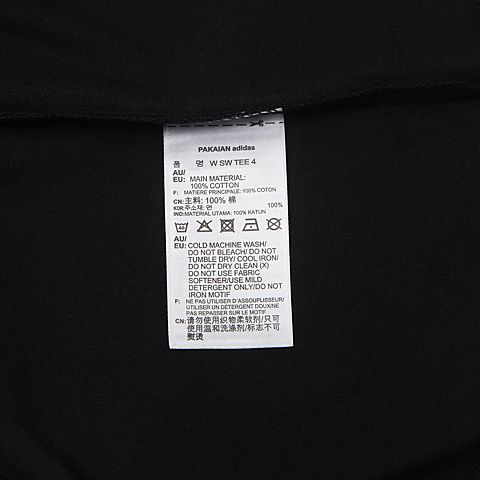 PAKAIAN adidas
품 명 W SW TEE 4
AU/
EU: MAIN MATERIAL:
100% COTTON
F: MATIERE PRINCIPALE: 100% COTON
CN: 主料: 100% 棉
KOR: 주소재: 면 100%
IND: MATERIAL UTAMA: 100% KATUN
AU/
EU: COLD MACHINE WASH/
DO NOT BLEACH/ DO NOT
TUMBLE DRY/ COOL IRON/
DO NOT DRY CLEAN (X)
DO NOT USE FABRIC
SOFTENER/USE MILD
DETERGENT ONLY/DO NOT
IRON MOTIF
F: NE PAS UTILISER D'ASSOUPLISSEUR/
UTILISER UN DÉTERGENT DOUX/NE
PAS REPASSER SUR LE MOTIF
CN: 请勿使用织物柔软剂/只可
使用温和洗涤剂/标志不可
熨烫